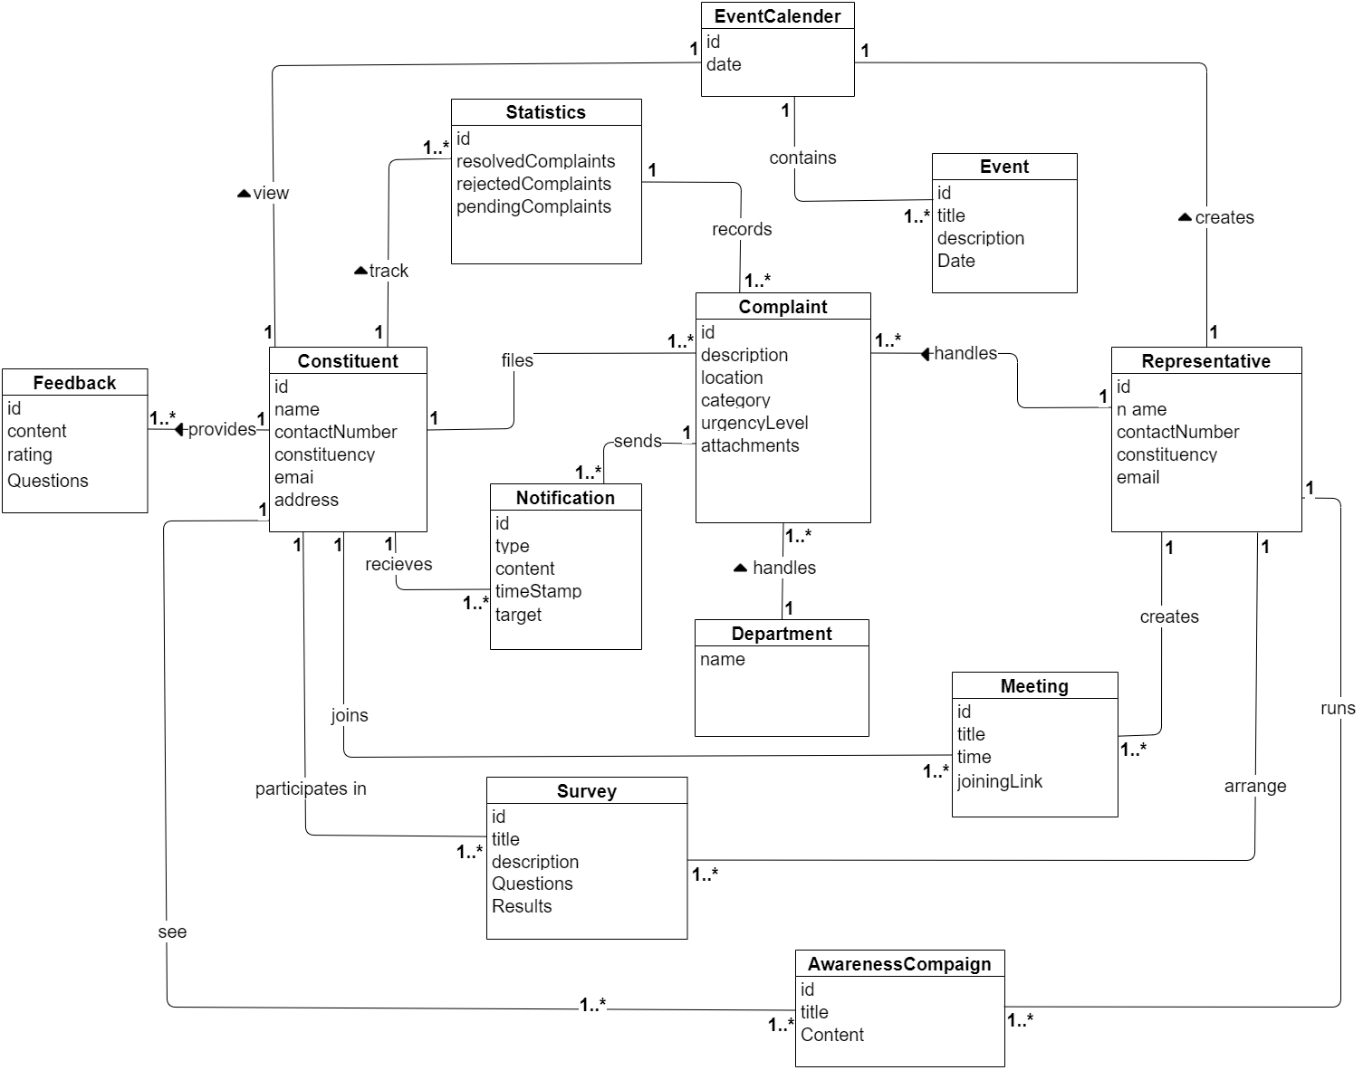 EventCalender
id
date
1
1
1
contains
1..*
Event
id
title
description
Date
Statistics
id
resolvedComplaints
rejectedComplaints
pendingComplaints
1..*
1
records
1..*
view
track
creates
1
1
1
Complaint
id
description
location
category
urgencyLevel
attachments
1..*
files
1
1..*
handles
1
Constituent
id
name
contactNumber
constituency
emai
address
Feedback
id
content
rating
Questions
1..*
provides
1
Representative
id
n ame
contactNumber
constituency
email
sends
1
1..*
Notification
id
type
content
timeStamp
target
1
1
1
1
recieves
1..*
1..*
handles
1
Department
name
1
1
1
creates
Meeting
id
title
time
joiningLink
1..*
1..*
joins
runs
participates in
arrange
Survey
id
title
description
Questions
Results
1..*
1..*
see
1..*
AwarenessCompaign
id
title
Content
1..*
1..*